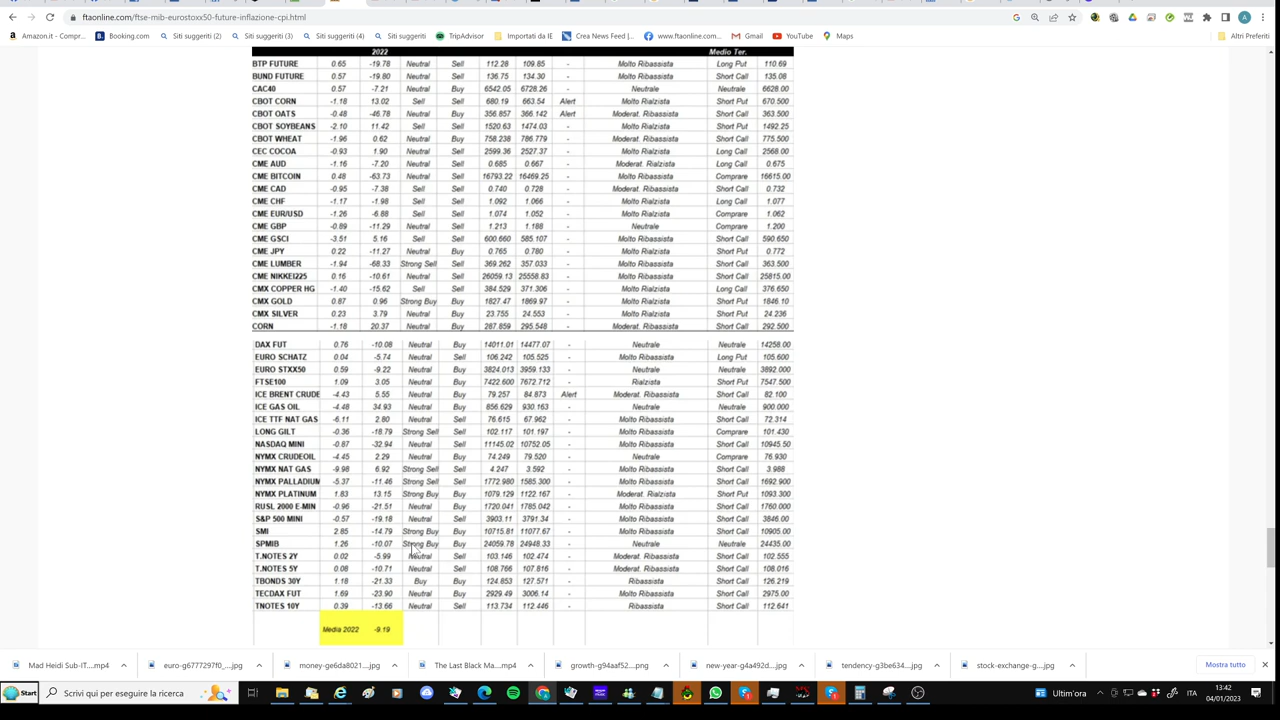 ftaonline.com/ftse-mib-eurostoxx50-future-inflazione-cpi.html
Amazon.it - Compr... Booking.com Siti suggeriti (2) Siti suggeriti (3) Siti suggeriti (4) Siti suggeriti TripAdvisor Importati da IE Crea News Feed |... www.ftaonline.com Gmail YouTube Maps Altri Preferiti
2022 Medio Ter.
BTP FUTURE 0.65 -19.78 Neutral Sell 112.28 109.85 - Molto Ribassista Long Put 110.69
BUND FUTURE 0.57 -19.80 Neutral Sell 136.75 134.30 - Molto Ribassista Short Call 135.08
CAC40 0.57 -7.21 Neutral Buy 6542.05 6728.26 - Neutrale Neutrale 6628.00
CBOT CORN -1.18 13.02 Sell Sell 680.19 663.54 Alert Molto Rialzista Short Put 670.500
CBOT OATS -0.48 -46.78 Neutral Buy 356.857 366.142 Alert Moderat. Ribassista Short Call 363.500
CBOT SOYBEANS -2.10 11.42 Sell Sell 1520.63 1474.03 - Molto Rialzista Short Put 1492.25
CBOT WHEAT -1.96 0.62 Neutral Buy 758.238 786.779 - Moderat. Ribassista Short Call 775.500
CEC COCOA -0.93 1.90 Neutral Sell 2599.36 2527.37 - Molto Rialzista Long Call 2568.00
CME AUD -1.16 -7.20 Neutral Sell 0.685 0.667 - Moderat. Rialzista Long Call 0.675
CME BITCOIN 0.48 -63.73 Neutral Sell 16793.22 16469.25 - Molto Ribassista Comprare 16615.00
CME CAD -0.95 -7.38 Sell Sell 0.740 0.728 - Moderat. Ribassista Short Call 0.732
CME CHF -1.17 -1.98 Sell Sell 1.092 1.066 - Molto Rialzista Long Call 1.077
CME EUR/USD -1.26 -6.88 Sell Sell 1.074 1.052 - Molto Rialzista Comprare 1.062
CME GBP -0.89 -11.29 Neutral Sell 1.213 1.188 - Neutrale Comprare 1.200
CME GSCI -3.51 5.16 Sell Sell 600.660 585.107 - Molto Ribassista Short Call 590.650
CME JPY 0.22 -11.27 Neutral Buy 0.765 0.780 - Molto Rialzista Short Put 0.772
CME LUMBER -1.94 -68.33 Strong Sell Sell 369.262 357.033 - Molto Ribassista Short Call 363.500
CME NIKKEI225 0.16 -10.61 Neutral Sell 26059.13 25558.83 - Molto Ribassista Short Call 25815.00
CMX COPPER HG -1.40 -15.62 Sell Sell 384.529 371.306 - Molto Rialzista Long Call 376.650
CMX GOLD 0.87 0.96 Strong Buy Buy 1827.47 1869.97 - Molto Rialzista Short Put 1846.10
CMX SILVER 0.23 3.79 Neutral Buy 23.755 24.553 - Molto Rialzista Short Put 24.236
CORN -1.18 20.37 Neutral Buy 287.859 295.548 - Moderat. Ribassista Short Call 292.500
DAX FUT 0.76 -10.08 Neutral Buy 14011.01 14477.07 - Neutrale Neutrale 14258.00
EURO SCHATZ 0.04 -5.74 Neutral Sell 106.242 105.525 - Molto Ribassista Long Put 105.600
EURO STXX50 0.59 -9.22 Neutral Buy 3824.013 3959.133 - Neutrale Neutrale 3892.000
FTSE100 1.09 3.05 Neutral Buy 7422.600 7672.712 - Rialzista Short Put 7547.500
ICE BRENT CRUDE -4.43 5.55 Neutral Buy 79.257 84.873 Alert Moderat. Ribassista Short Call 82.100
ICE GAS OIL -4.48 34.93 Neutral Buy 856.629 930.163 - Neutrale Neutrale 900.000
ICE TTF NAT GAS -6.11 2.80 Neutral Sell 76.615 67.962 - Molto Ribassista Short Call 72.314
LONG GILT -0.36 -18.79 Strong Sell Sell 102.117 101.197 - Molto Ribassista Comprare 101.430
NASDAQ MINI -0.87 -32.94 Neutral Sell 11145.02 10752.05 - Molto Ribassista Short Call 10945.50
NYMX CRUDEOIL -4.45 2.29 Neutral Buy 74.249 79.520 - Neutrale Comprare 76.930
NYMX NAT GAS -9.98 6.92 Strong Sell Sell 4.247 3.592 - Molto Ribassista Short Call 3.988
NYMX PALLADIUM -5.37 -11.46 Strong Sell Sell 1772.980 1585.300 - Molto Ribassista Short Call 1692.900
NYMX PLATINUM 1.83 13.15 Strong Buy Buy 1079.129 1122.167 - Moderat. Rialzista Short Put 1093.300
RUSL 2000 E-MIN -0.96 -21.51 Neutral Buy 1720.041 1785.042 - Molto Ribassista Short Call 1760.000
S&P 500 MINI -0.57 -19.18 Neutral Sell 3903.11 3791.34 - Molto Ribassista Short Call 3846.00
SMI 2.85 -14.79 Strong Buy Buy 10715.81 11077.67 - Molto Ribassista Short Call 10905.00
SPMIB 1.26 -10.07 Strong Buy Buy 24059.78 24948.33 - Neutrale Neutrale 24435.00
T.NOTES 2Y 0.02 -5.99 Neutral Sell 103.146 102.474 - Moderat. Ribassista Short Call 102.555
T.NOTES 5Y 0.08 -10.71 Neutral Sell 108.766 107.816 - Moderat. Ribassista Short Call 108.016
TBONDS 30Y 1.18 -21.33 Buy Buy 124.853 127.571 - Ribassista Short Call 126.219
TECDAX FUT 1.69 -23.90 Neutral Buy 2929.49 3006.14 - Molto Ribassista Short Call 2975.00
TNOTES 10Y 0.39 -13.66 Neutral Sell 113.734 112.446 - Ribassista Short Call 112.641
Media 2022 -9.19
Mad Heidi Sub-IT....mp4 euro-g6777297f0_...jpg money-ge6da8021....jpg The Last Black Ma....mp4 growth-g94aaf52....png new-year-g4a492d....jpg tendency-g3be634....jpg stock-exchange-g....jpg Mostra tutto
Start Scrivi qui per eseguire la ricerca Ultim'ora ITA 13:42
04/01/2023